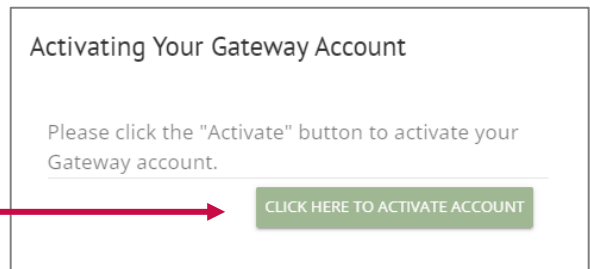 Activating Your Gateway Account
Please click the "Activate" button to activate your
Gateway account.
CLICK HERE TO ACTIVATE ACCOUNT